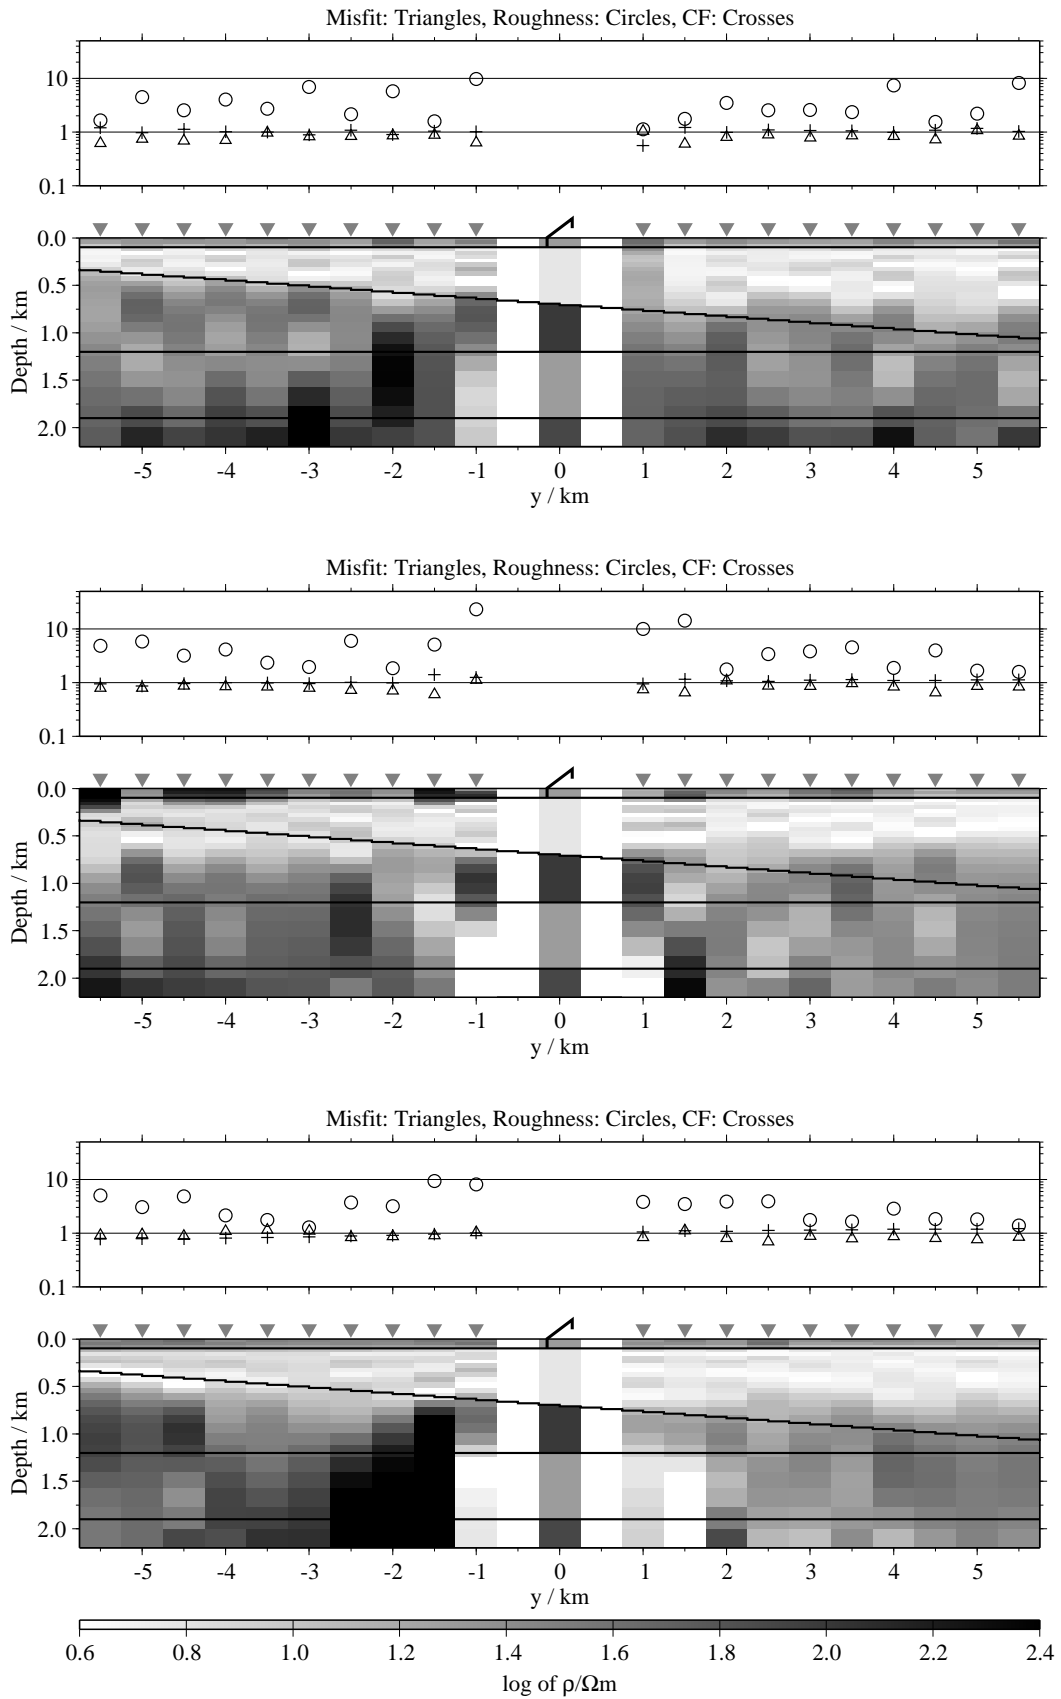 Misfit: Triangles, Roughness: Circles, CF: Crosses
10
1
0.1
0.0
0.5
1.0
1.5
2.0
Depth / km
-5 -4 -3 -2 -1 0 1 2 3 4 5
y / km
Misfit: Triangles, Roughness: Circles, CF: Crosses
10
1
0.1
0.0
0.5
1.0
1.5
2.0
Depth / km
-5 -4 -3 -2 -1 0 1 2 3 4 5
y / km
Misfit: Triangles, Roughness: Circles, CF: Crosses
10
1
0.1
0.0
0.5
1.0
1.5
2.0
Depth / km
-5 -4 -3 -2 -1 0 1 2 3 4 5
y / km
0.6 0.8 1.0 1.2 1.4 1.6 1.8 2.0 2.2 2.4
log of ρ/Ωm